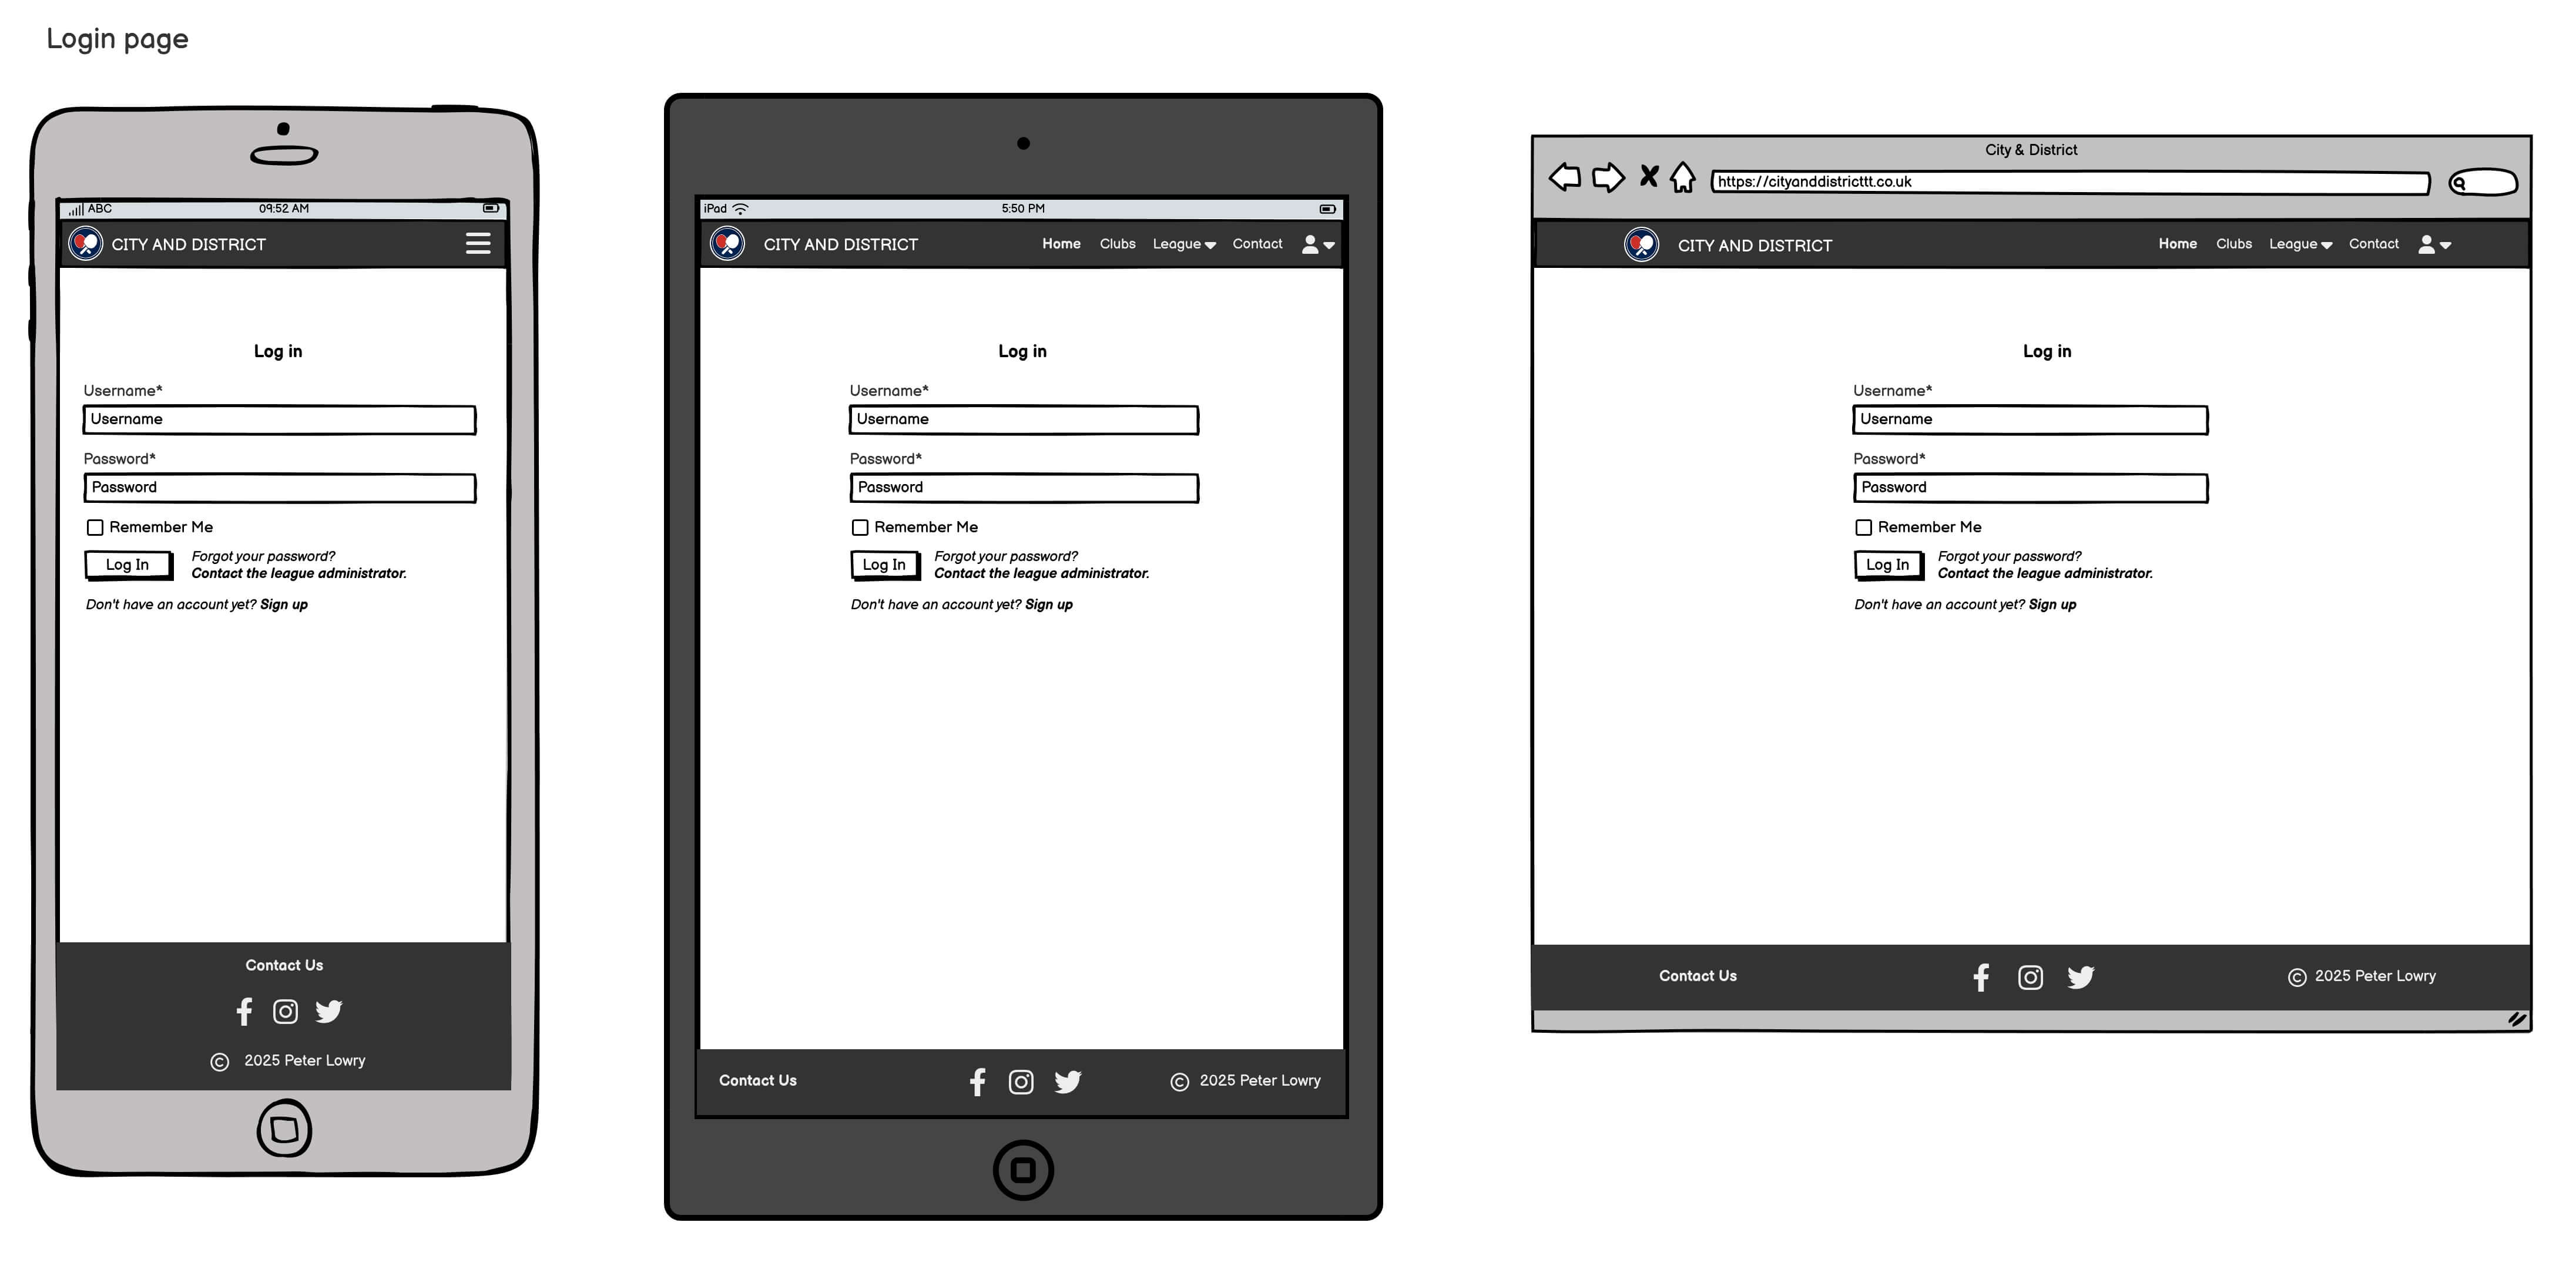 Login page
ABC 09:52 AM
CITY AND DISTRICT
Log in
Username*
Username
Password*
Password
Remember Me
Log In
Forgot your password?
Contact the league administrator.
Don't have an account yet? Sign up
Contact Us
© 2025 Peter Lowry
iPad 5:50 PM
CITY AND DISTRICT Home Clubs League Contact
Log in
Username*
Username
Password*
Password
Remember Me
Log In
Forgot your password?
Contact the league administrator.
Don't have an account yet? Sign up
Contact Us © 2025 Peter Lowry
City & District
https://cityanddistricttt.co.uk
CITY AND DISTRICT Home Clubs League Contact
Log in
Username*
Username
Password*
Password
Remember Me
Log In
Forgot your password?
Contact the league administrator.
Don't have an account yet? Sign up
Contact Us © 2025 Peter Lowry